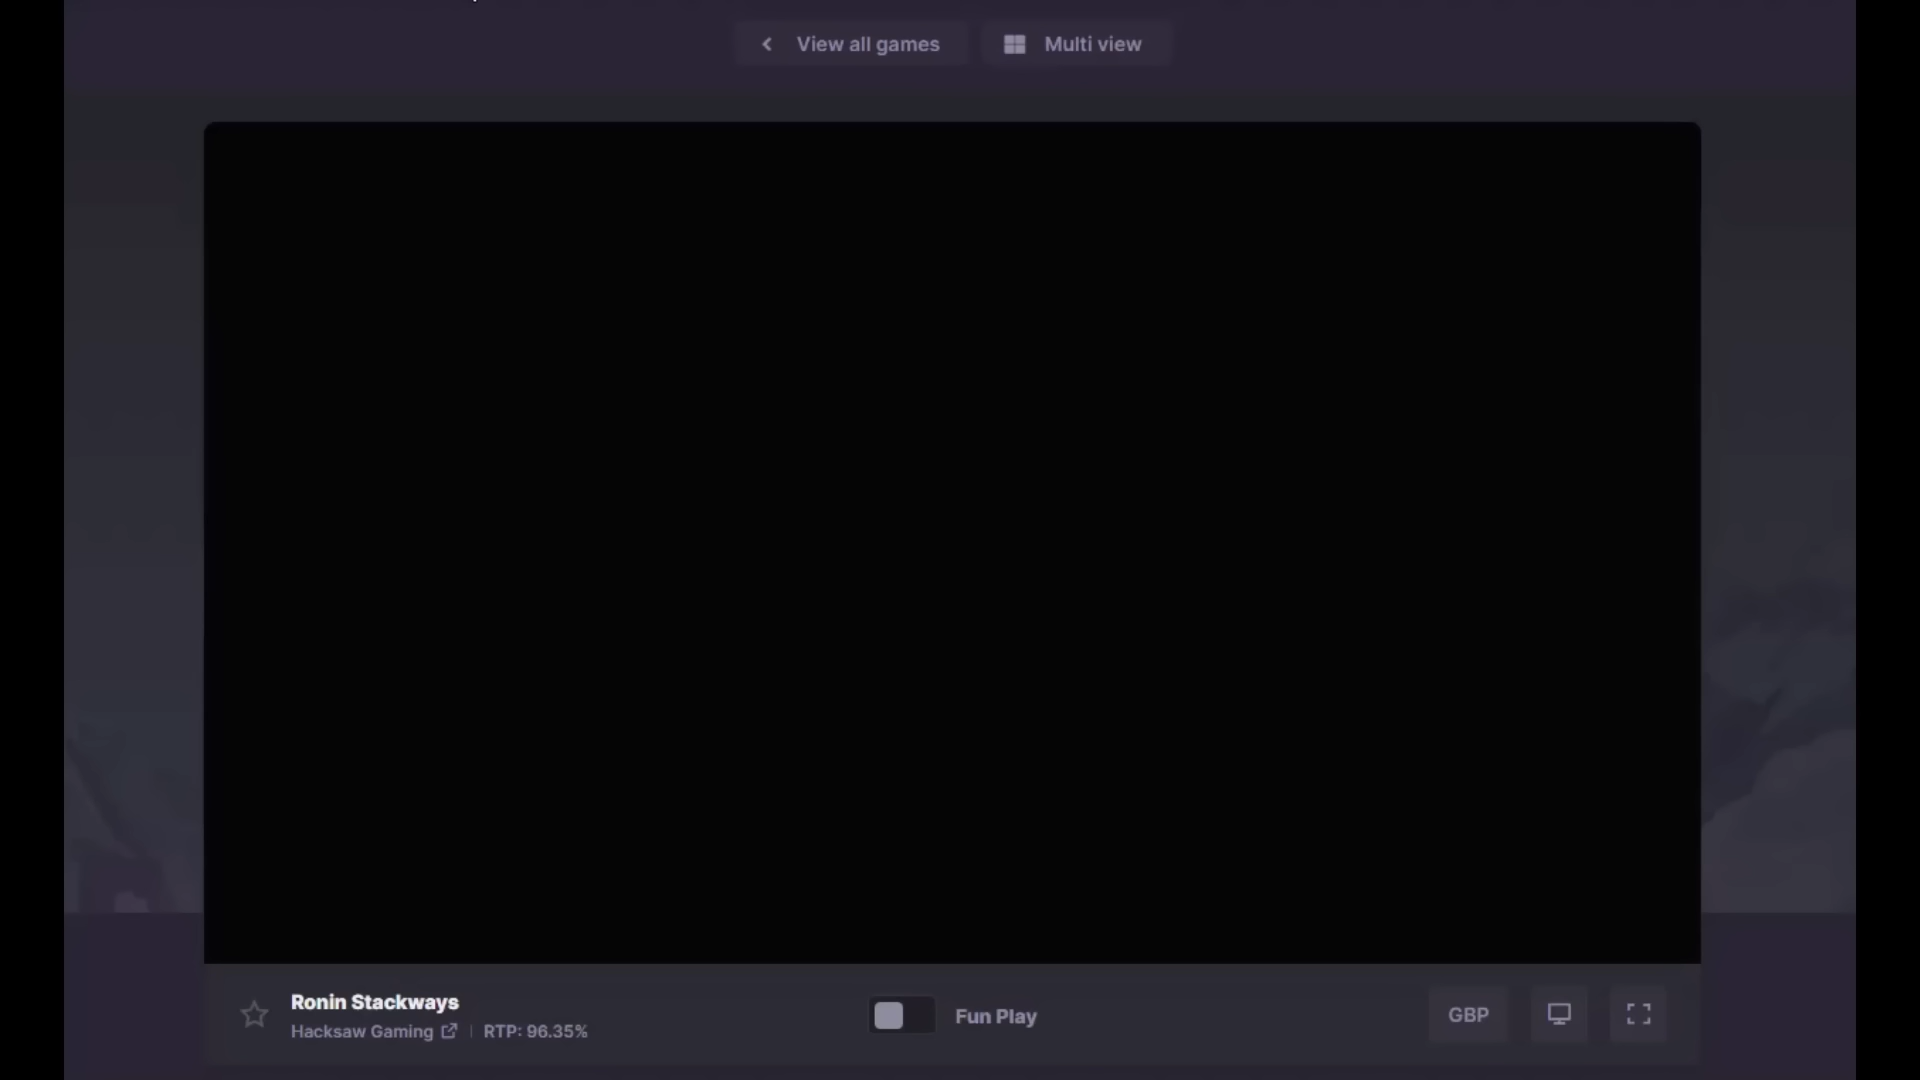 View all games
Multi view
Ronin Stackways
Hacksaw Gaming | RTP: 96.35%
Fun Play
GBP